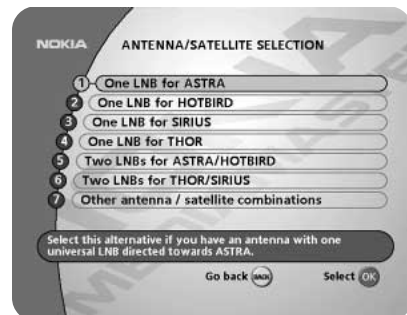 NOKIA
ANTENNA/SATELLITE SELECTION
1 One LNB for ASTRA
2 One LNB for HOTBIRD
3 One LNB for SIRIUS
4 One LNB for THOR
5 Two LNBs for ASTRA/HOTBIRD
6 Two LNBs for THOR/SIRIUS
7 Other antenna / satellite combinations
Select this alternative if you have an antenna with one
universal LNB directed towards ASTRA.
Go back BACK Select OK